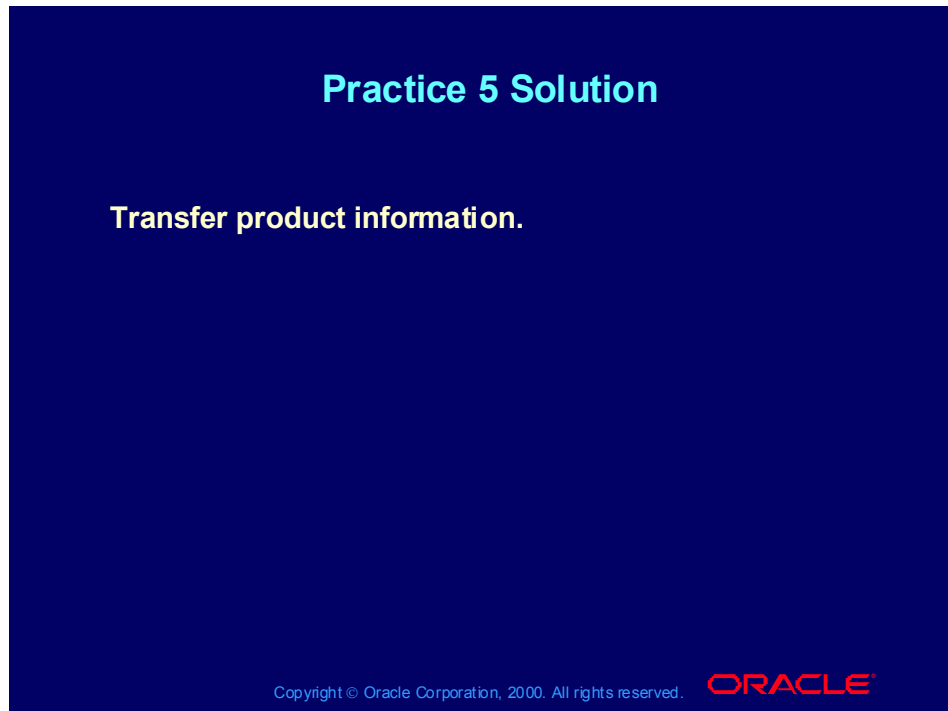 Practice 5 Solution
Transfer product information.
Copyright © Oracle Corporation, 2000. All rights reserved.
ORACLE®